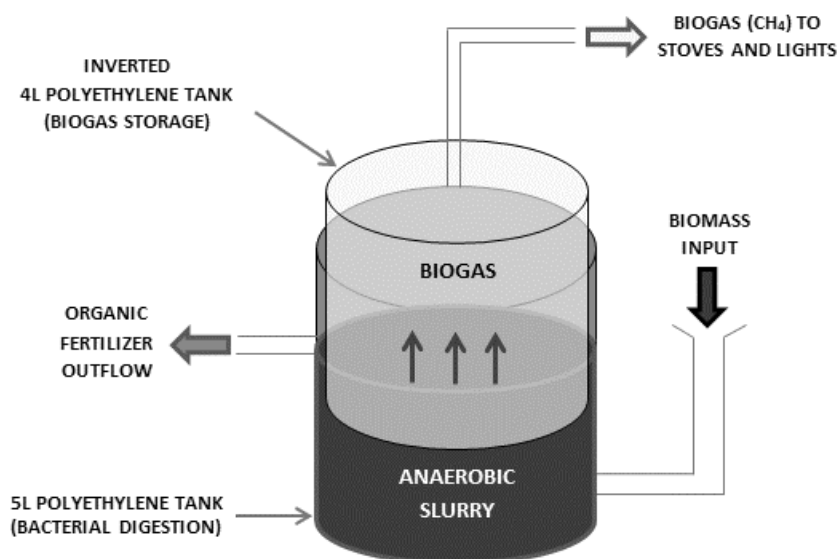 BIOGAS (CH₄) TO
STOVES AND LIGHTS
INVERTED
4L POLYETHYLENE TANK
(BIOGAS STORAGE)
BIOMASS
INPUT
BIOGAS
ORGANIC
FERTILIZER
OUTFLOW
ANAEROBIC
SLURRY
5L POLYETHYLENE TANK
(BACTERIAL DIGESTION)